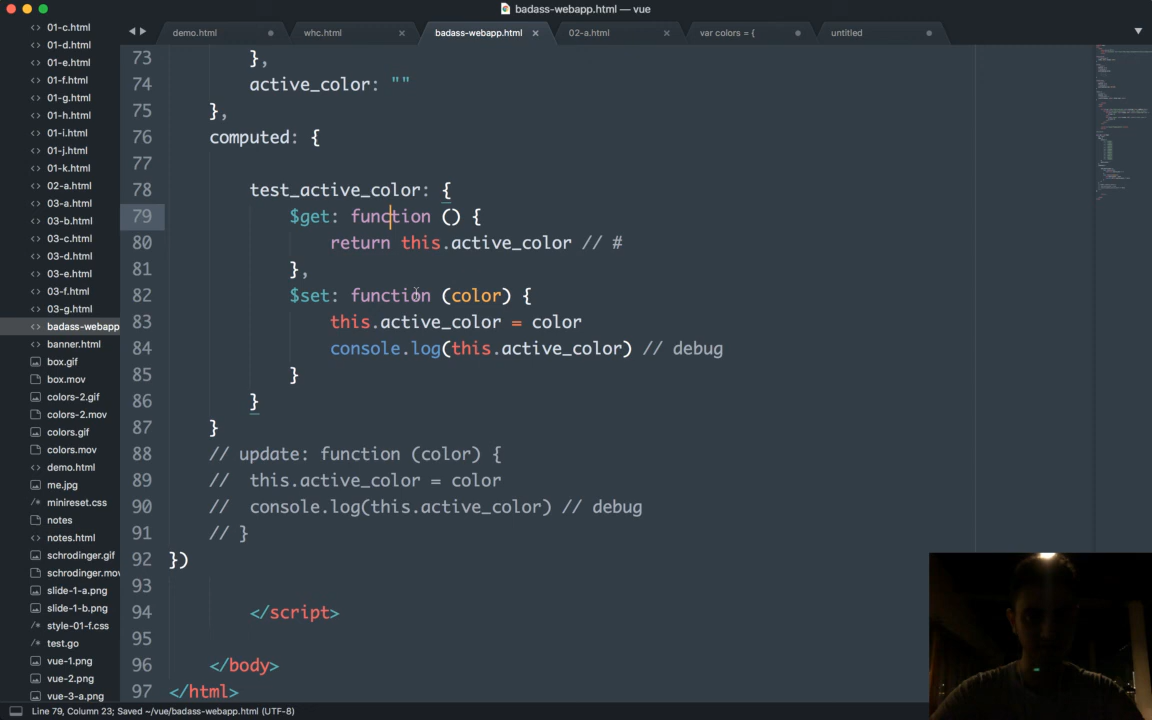 badass-webapp.html — vue
demo.html
whc.html
badass-webapp.html
02-a.html
var colors = {
untitled
01-c.html
01-d.html
01-e.html
01-f.html
01-g.html
01-h.html
01-i.html
01-j.html
01-k.html
02-a.html
03-a.html
03-b.html
03-c.html
03-d.html
03-e.html
03-f.html
03-g.html
badass-webapp
banner.html
box.gif
box.mov
colors-2.gif
colors-2.mov
colors.gif
colors.mov
demo.html
me.jpg
minireset.css
notes
notes.html
schrodinger.gif
schrodinger.mov
slide-1-a.png
slide-1-b.png
style-01-f.css
test.go
vue-1.png
vue-2.png
vue-3-a.png
73 },
74 active_color: ""
75 },
76 computed: {
77
78 test_active_color: {
79 $get: function () {
80 return this.active_color // #
81 },
82 $set: function (color) {
83 this.active_color = color
84 console.log(this.active_color) // debug
85 }
86 }
87 }
88 // update: function (color) {
89 // this.active_color = color
90 // console.log(this.active_color) // debug
91 // }
92 })
93
94 </script>
95
96 </body>
97 </html>
Line 79, Column 23; Saved ~/vue/badass-webapp.html (UTF-8)